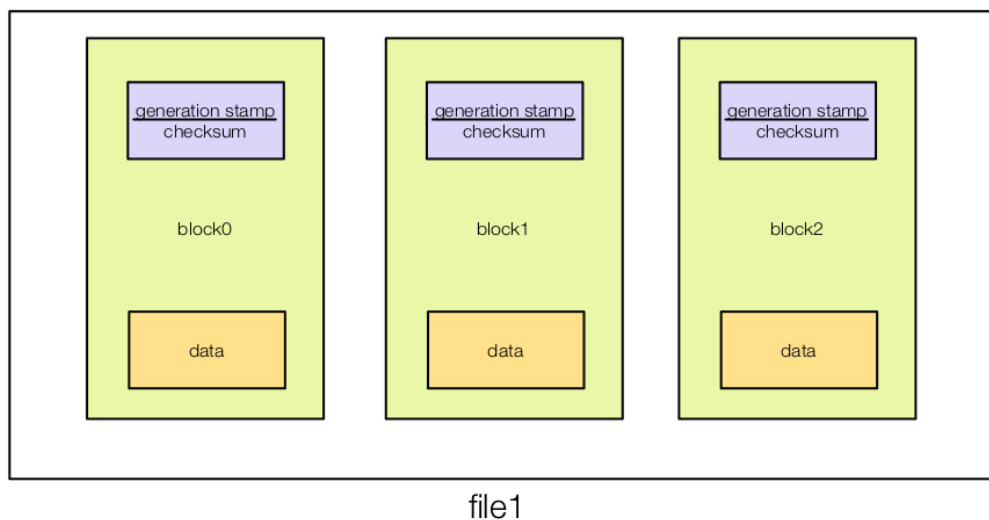 generation stamp
checksum
generation stamp
checksum
generation stamp
checksum
block0
block1
block2
data
data
data
file1